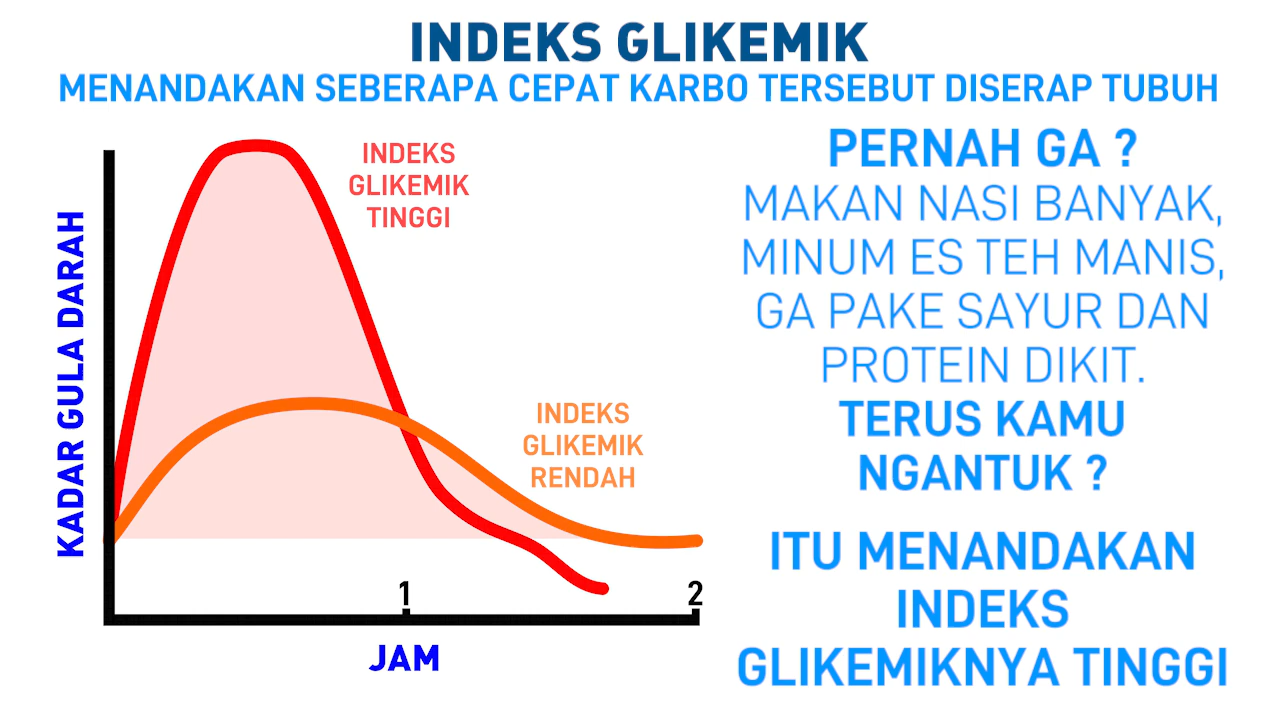 INDEKS GLIKEMIK
MENANDAKAN SEBERAPA CEPAT KARBO TERSEBUT DISERAP TUBUH
KADAR GULA DARAH
INDEKS
GLIKEMIK
TINGGI
INDEKS
GLIKEMIK
RENDAH
1
2
JAM
PERNAH GA ?
MAKAN NASI BANYAK,
MINUM ES TEH MANIS,
GA PAKE SAYUR DAN
PROTEIN DIKIT.
TERUS KAMU
NGANTUK ?
ITU MENANDAKAN
INDEKS
GLIKEMIKNYA TINGGI